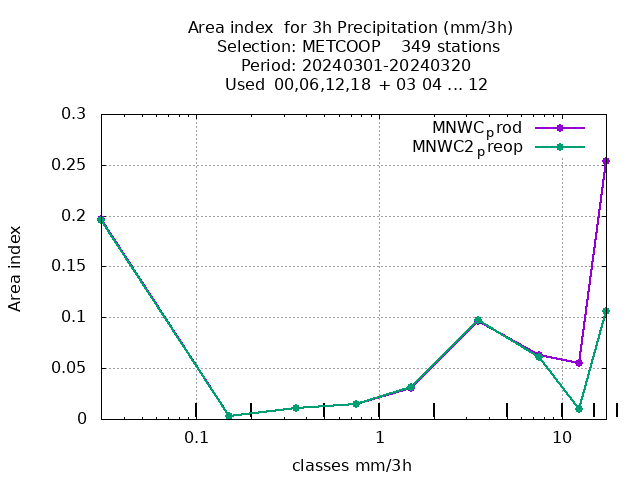 Area index  for 3h Precipitation (mm/3h)
Selection: METCOOP    349 stations
Period: 20240301-20240320
Used  00,06,12,18  + 03 04 ... 12
MNWC_prod
MNWC2_preop
0.3
0.25
0.2
0.15
0.1
0.05
0
Area index
0.1 1 10
classes mm/3h